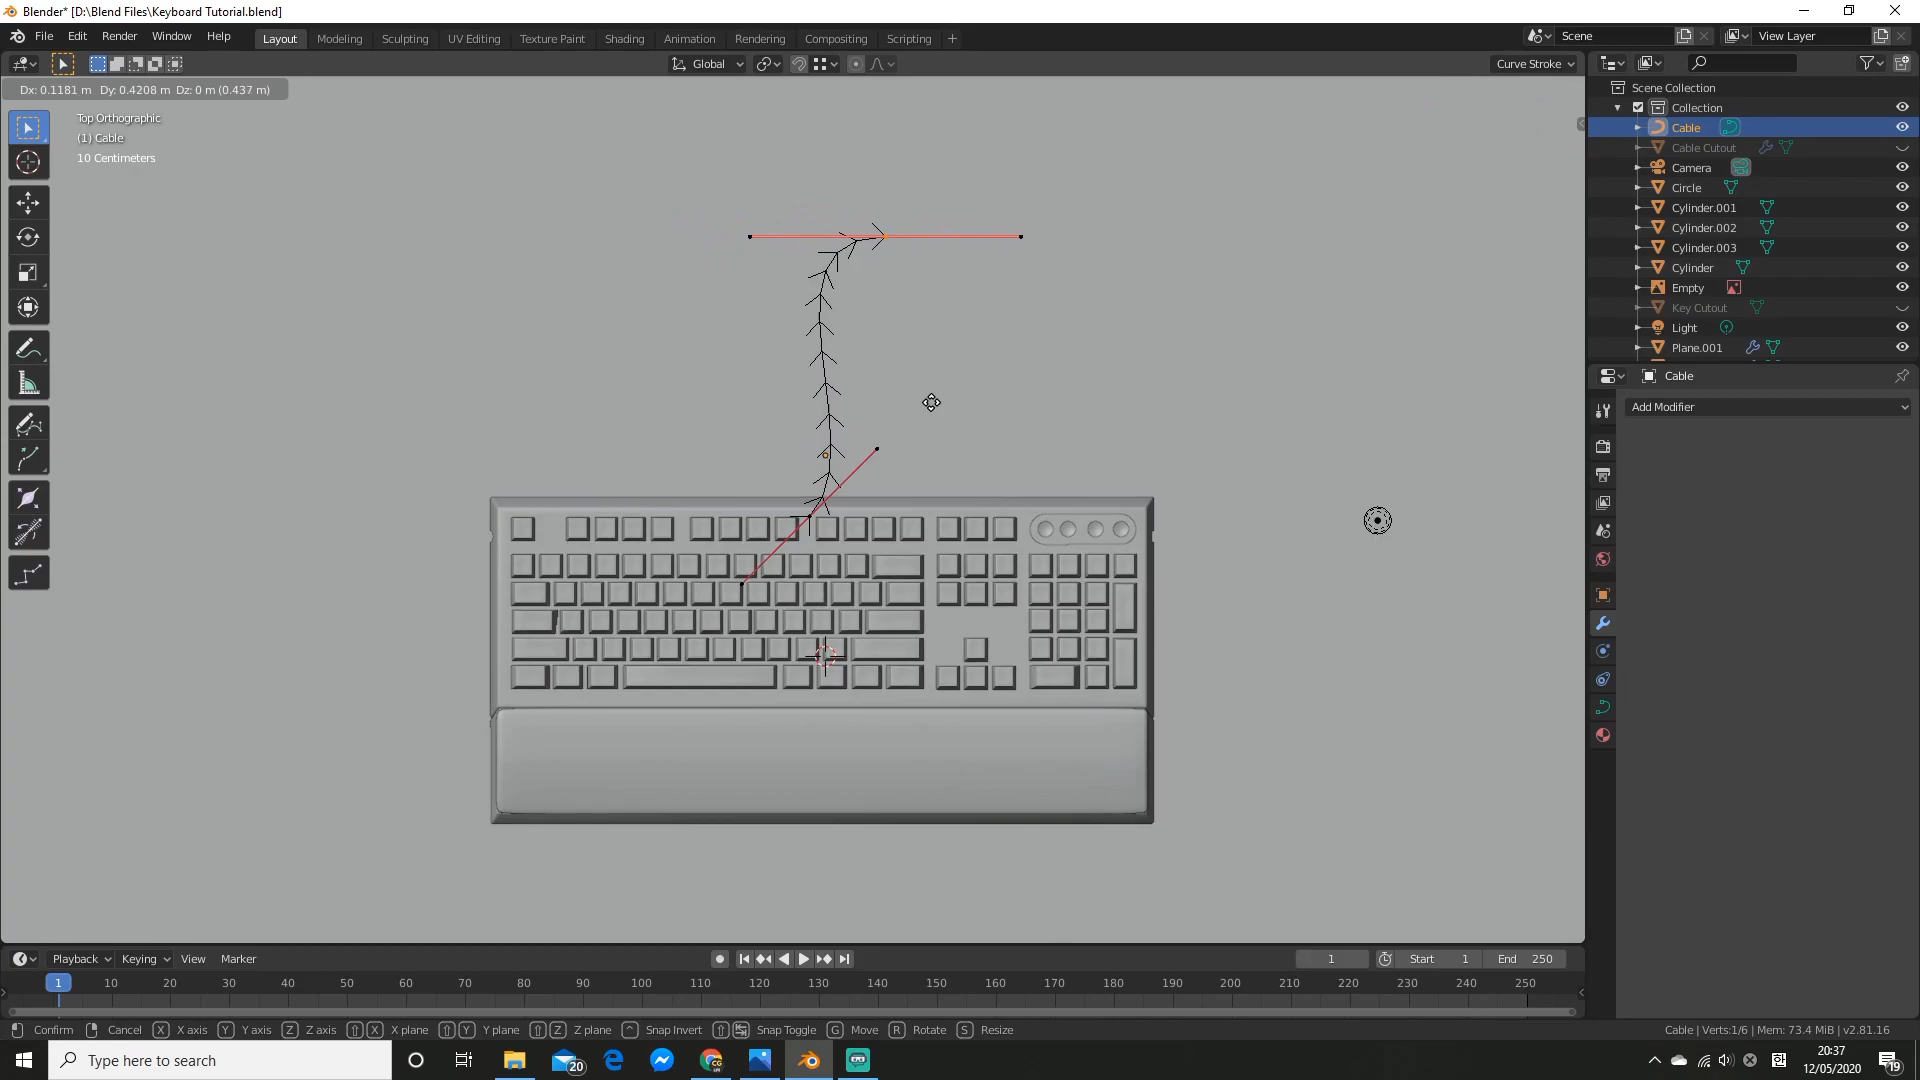 Blender* [D:\Blend Files\Keyboard Tutorial.blend]
File Edit Render Window Help Layout Modeling Sculpting UV Editing Texture Paint Shading Animation Rendering Compositing Scripting Scene View Layer
Global Curve Stroke
Dx: 0.1181 m Dy: 0.4208 m Dz: 0 m (0.437 m)
Top Orthographic
(1) Cable
10 Centimeters
Scene Collection
Collection
Cable
Cable Cutout
Camera
Circle
Cylinder.001
Cylinder.002
Cylinder.003
Cylinder
Empty
Key Cutout
Light
Plane.001
Cable
Add Modifier
Playback Keying View Marker 1 Start 1 End 250
1 10 20 30 40 50 60 70 80 90 100 110 120 130 140 150 160 170 180 190 200 210 220 230 240 250
Confirm Cancel X X axis Y Y axis Z Z axis X X plane Y Y plane Z Z plane ^ Snap Invert Snap Toggle G Move R Rotate S Resize Cable | Verts:1/6 | Mem: 73.4 MiB | v2.81.16
Type here to search
20
20:37
12/05/2020
19